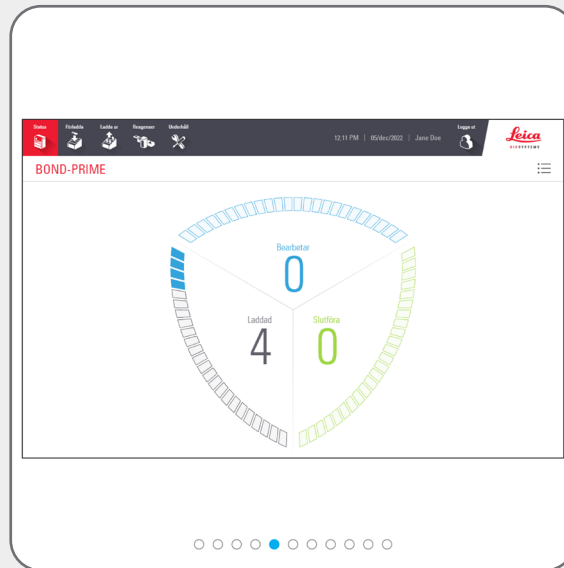 Status
Förladda
Ladda ur
Reagenser
Underhåll
12:11 PM | 05/dec/2022 | Jane Doe
Logga ut
Leica
BIOSYSTEMS
BOND-PRIME
Bearbetar
0
Laddad
4
Slutföra
0